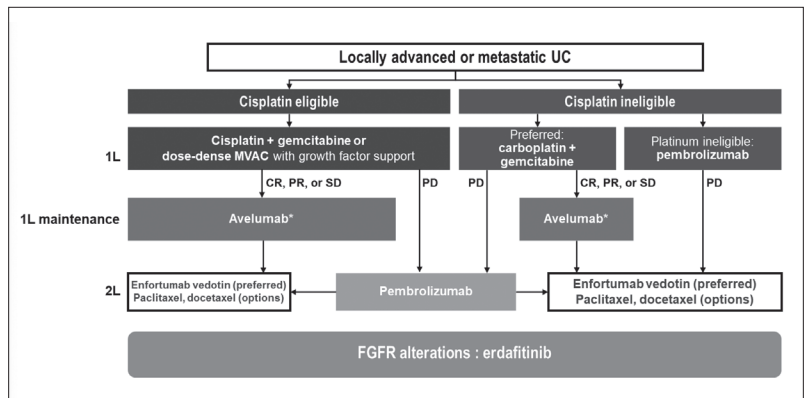 Locally advanced or metastatic UC
Cisplatin eligible
Cisplatin ineligible
1L
Cisplatin + gemcitabine or
dose-dense MVAC with growth factor support
Preferred:
carboplatin +
gemcitabine
Platinum ineligible:
pembrolizumab
CR, PR, or SD
PD
PD
CR, PR, or SD
PD
1L maintenance
Avelumab*
Avelumab*
2L
Enfortumab vedotin (preferred)
Paclitaxel, docetaxel (options)
Pembrolizumab
Enfortumab vedotin (preferred)
Paclitaxel, docetaxel (options)
FGFR alterations : erdafitinib